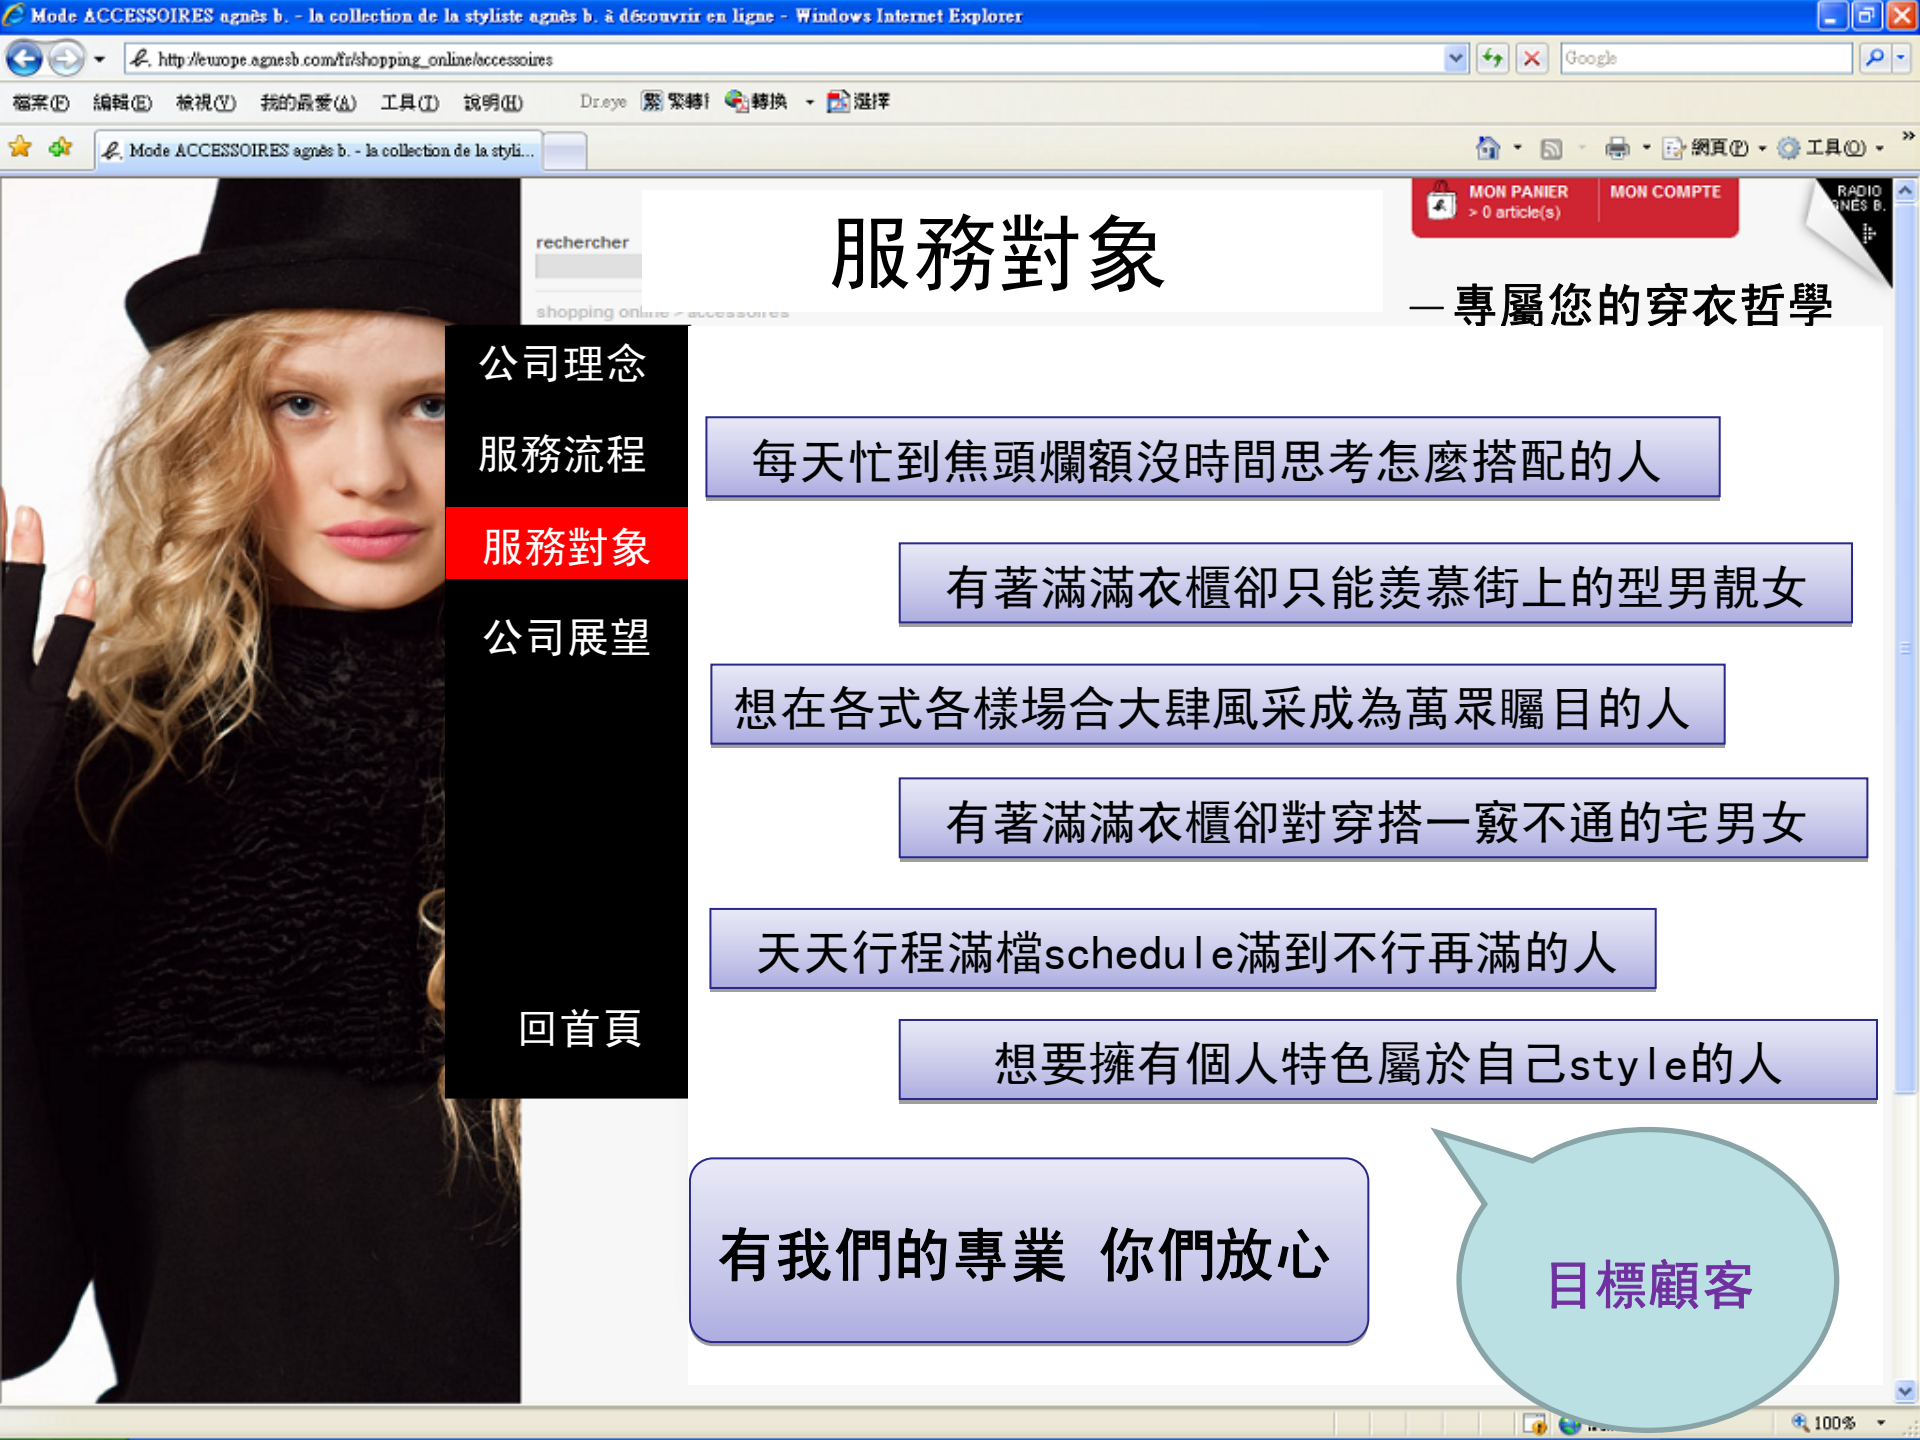 Mode ACCESSOIRES agnès b. - la collection de la styliste agnès b. à découvrir en ligne - Windows Internet Explorer
http://europe.agnesb.com/fr/shopping_online/accessoires
Google
檔案(F) 編輯(E) 檢視(V) 我的最愛(A) 工具(T) 說明(H) Dr.eye 繁 繁轉 轉換 選擇
Mode ACCESSOIRES agnès b. - la collection de la styli...
網頁(P) 工具(O)
MON PANIER
> 0 article(s)
MON COMPTE
RADIO
rechercher
服務對象
shopping online > accessoires
—專屬您的穿衣哲學
公司理念
服務流程
服務對象
公司展望
回首頁
每天忙到焦頭爛額沒時間思考怎麼搭配的人
有著滿滿衣櫃卻只能羨慕街上的型男靚女
想在各式各樣場合大肆風采成為萬眾矚目的人
有著滿滿衣櫃卻對穿搭一竅不通的宅男女
天天行程滿檔schedule滿到不行再滿的人
想要擁有個人特色屬於自己style的人
有我們的專業 你們放心
目標顧客
100%